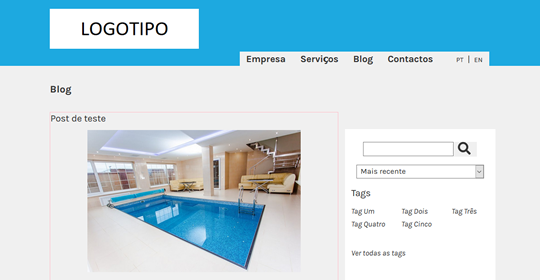 LOGOTIPO
Empresa Serviços Blog Contactos PT | EN
Blog
Post de teste
Mais recente
Tags
Tag Um Tag Dois Tag Três
Tag Quatro Tag Cinco
Ver todas as tags